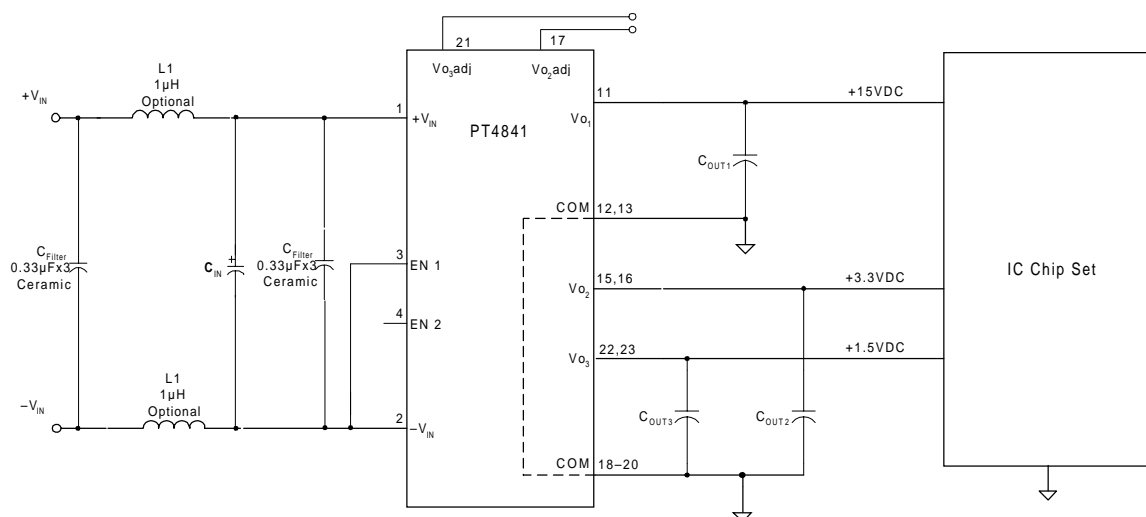 21
17
Vo3adj
Vo2adj
L1
1µH
Optional
+VIN
1
+VIN
PT4841
11
Vo1
+15VDC
COUT1
COM
12,13
CFilter
0.33µFx3
Ceramic
CIN
+
CFilter
0.33µFx3
Ceramic
3
EN 1
4
EN 2
15,16
Vo2
+3.3VDC
IC Chip Set
22,23
Vo3
+1.5VDC
L1
1µH
Optional
–VIN
2
–VIN
COUT3
COUT2
COM
18–20